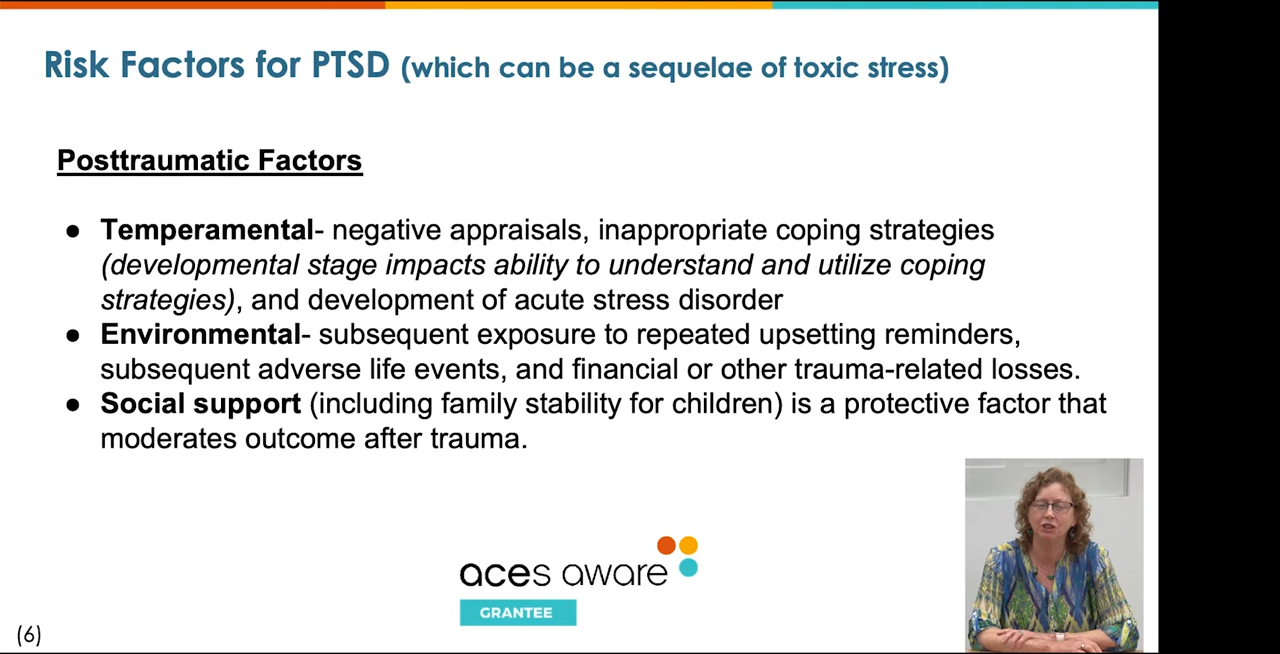 Risk Factors for PTSD (which can be a sequelae of toxic stress)
Posttraumatic Factors
● Temperamental- negative appraisals, inappropriate coping strategies
(developmental stage impacts ability to understand and utilize coping
strategies), and development of acute stress disorder
● Environmental- subsequent exposure to repeated upsetting reminders,
subsequent adverse life events, and financial or other trauma-related losses.
● Social support (including family stability for children) is a protective factor that
moderates outcome after trauma.
aces aware
GRANTEE
(6)